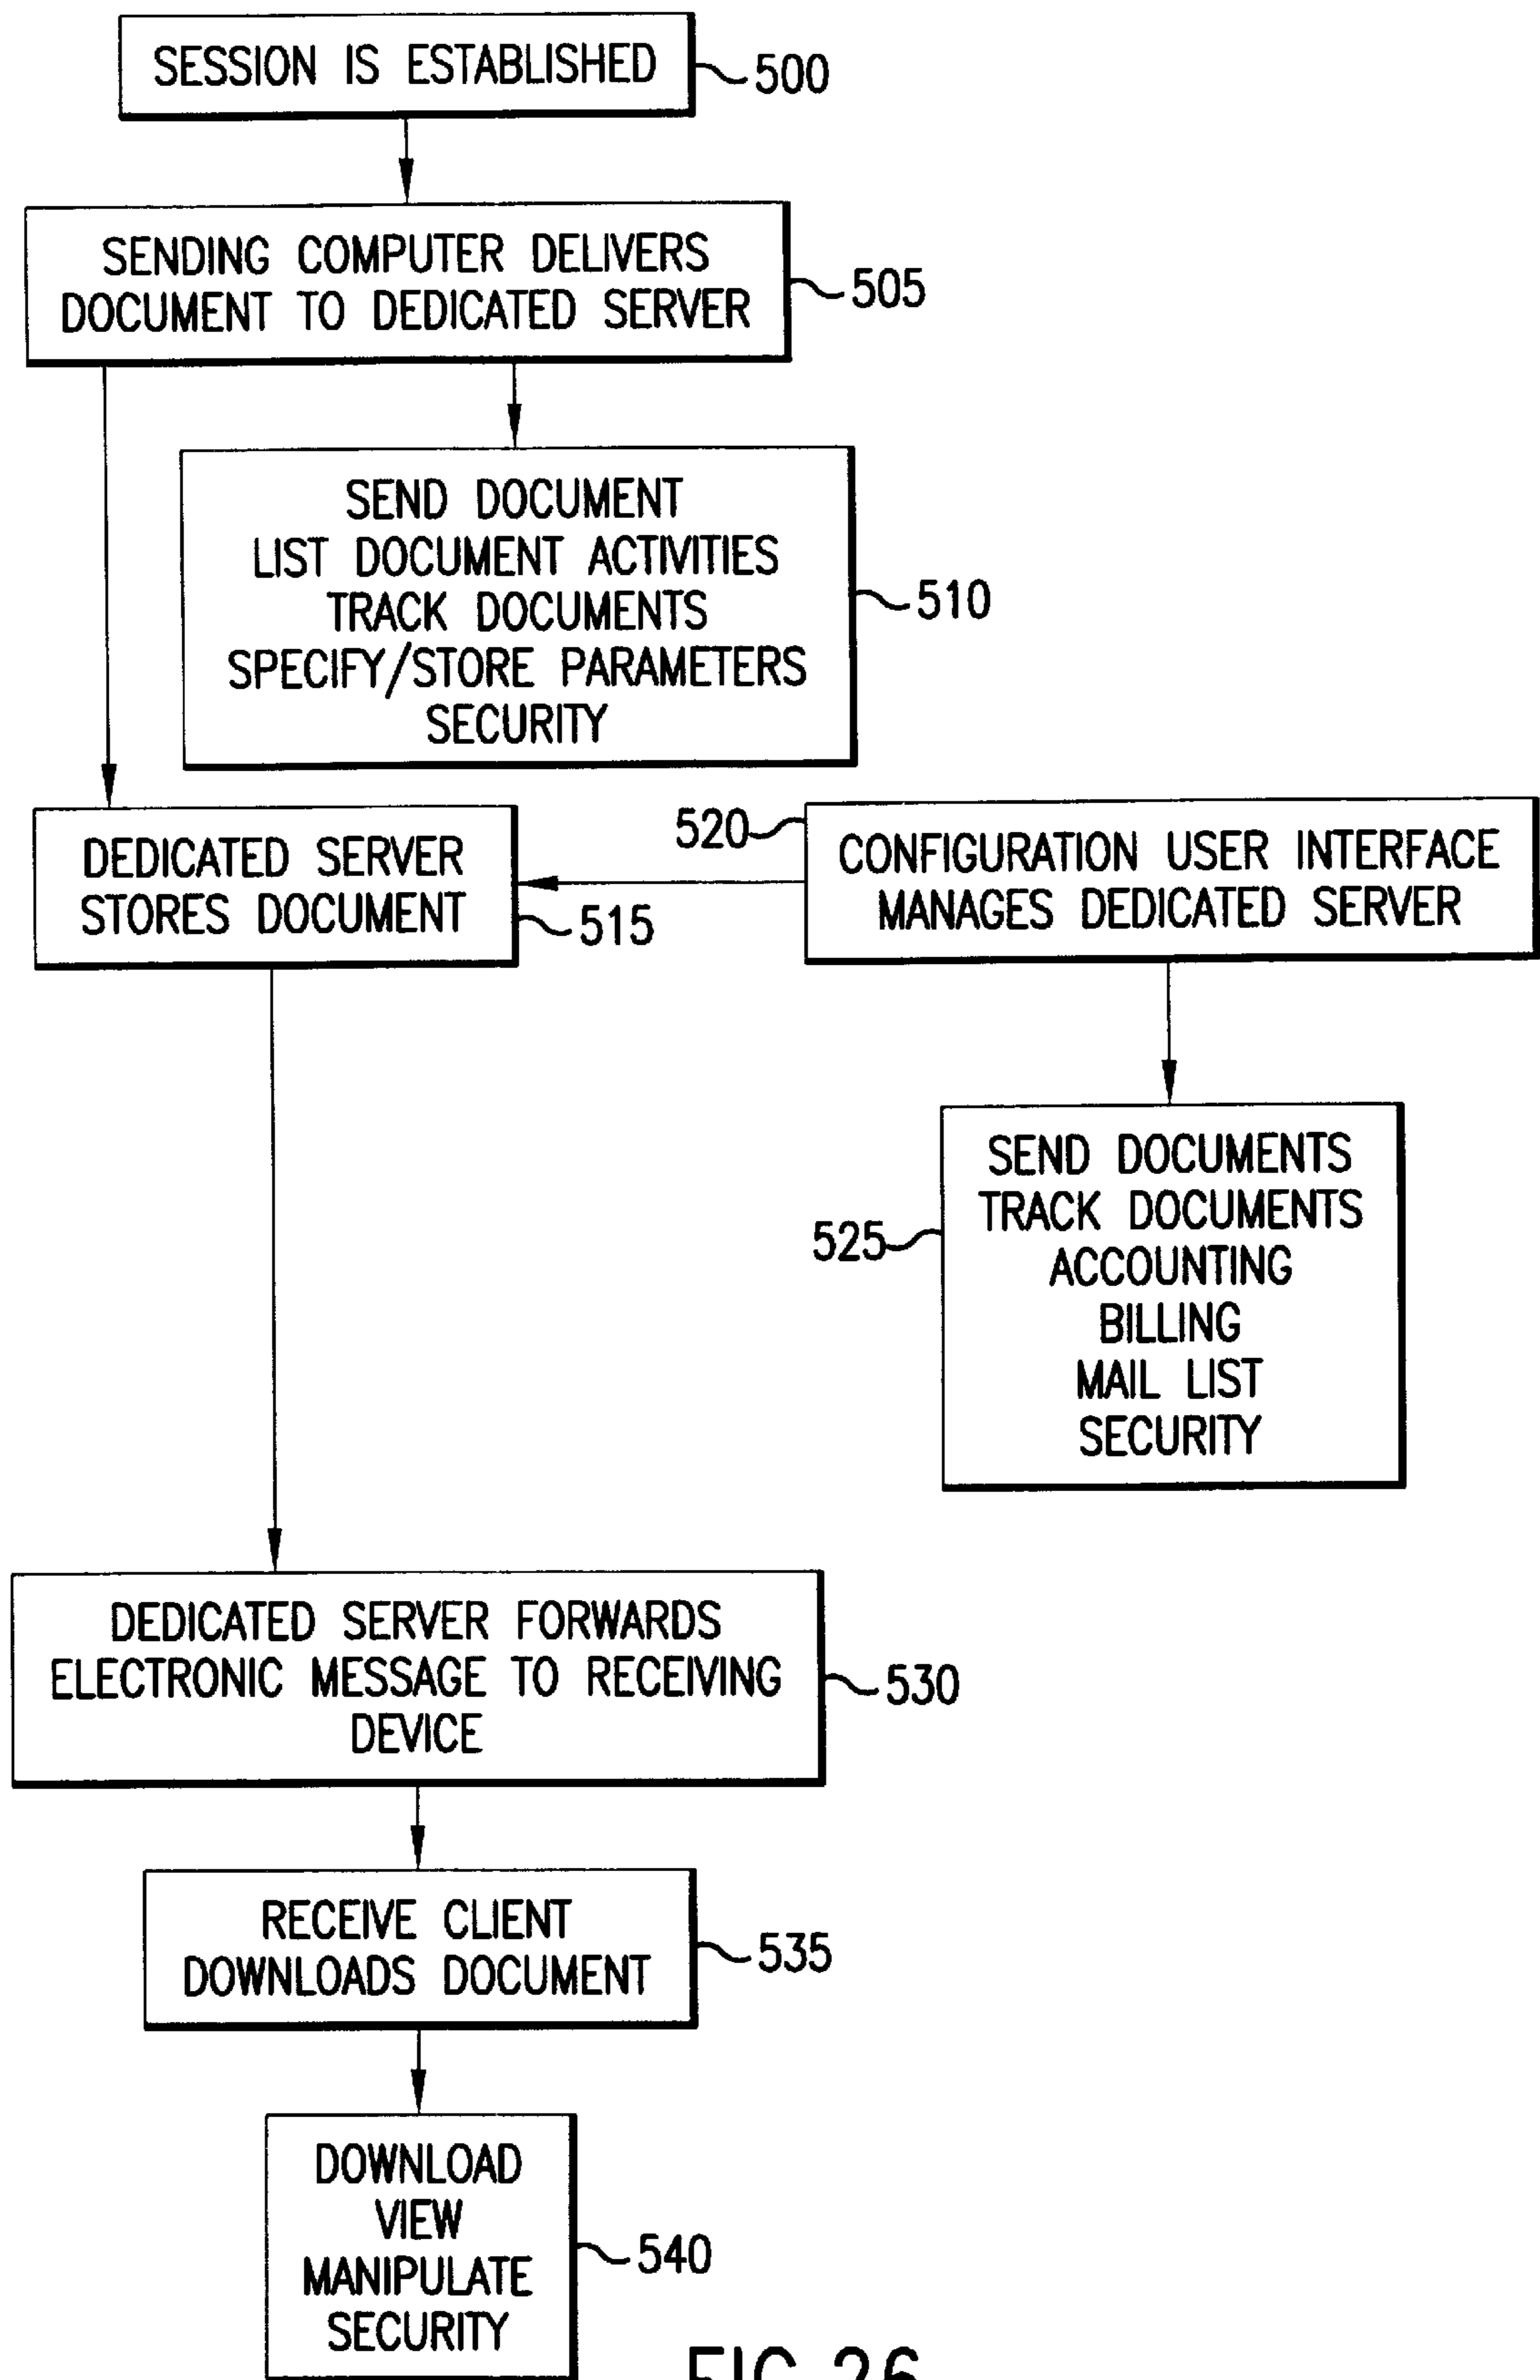 SESSION IS ESTABLISHED
500
SENDING COMPUTER DELIVERS
DOCUMENT TO DEDICATED SERVER
505
SEND DOCUMENT
LIST DOCUMENT ACTIVITIES
TRACK DOCUMENTS
SPECIFY/STORE PARAMETERS
SECURITY
510
DEDICATED SERVER
STORES DOCUMENT
515
520
CONFIGURATION USER INTERFACE
MANAGES DEDICATED SERVER
525
SEND DOCUMENTS
TRACK DOCUMENTS
ACCOUNTING
BILLING
MAIL LIST
SECURITY
DEDICATED SERVER FORWARDS
ELECTRONIC MESSAGE TO RECEIVING
DEVICE
530
RECEIVE CLIENT
DOWNLOADS DOCUMENT
535
DOWNLOAD
VIEW
MANIPULATE
SECURITY
540
FIG. 26